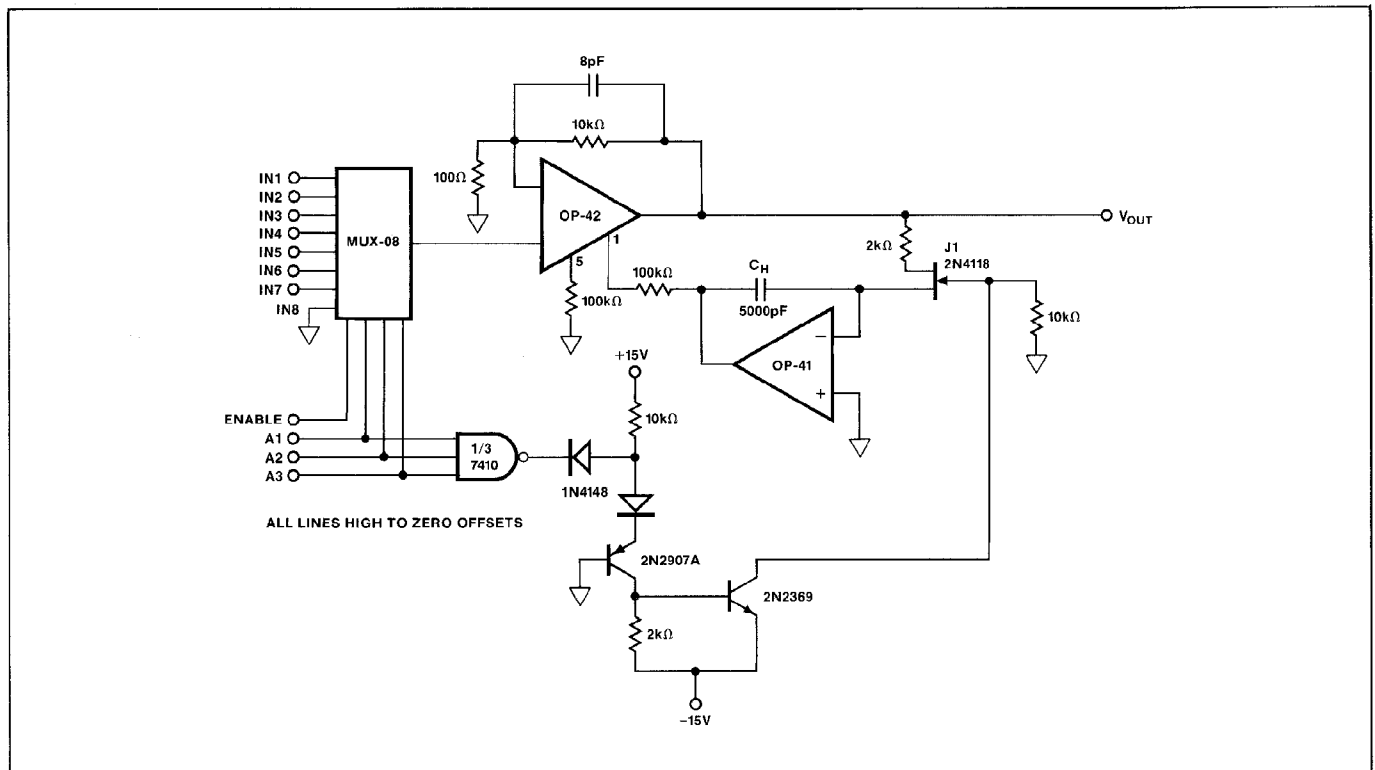 8pF
10kΩ
100Ω
IN1
IN2
IN3
IN4
IN5
IN6
IN7
IN8
MUX-08
OP-42
1
5
100kΩ
100kΩ
C_H
5000pF
2kΩ
J1
2N4118
V_OUT
10kΩ
OP-41
−
+
+15V
10kΩ
ENABLE
A1
A2
A3
1/3
7410
1N4148
ALL LINES HIGH TO ZERO OFFSETS
2N2907A
2N2369
2kΩ
−15V